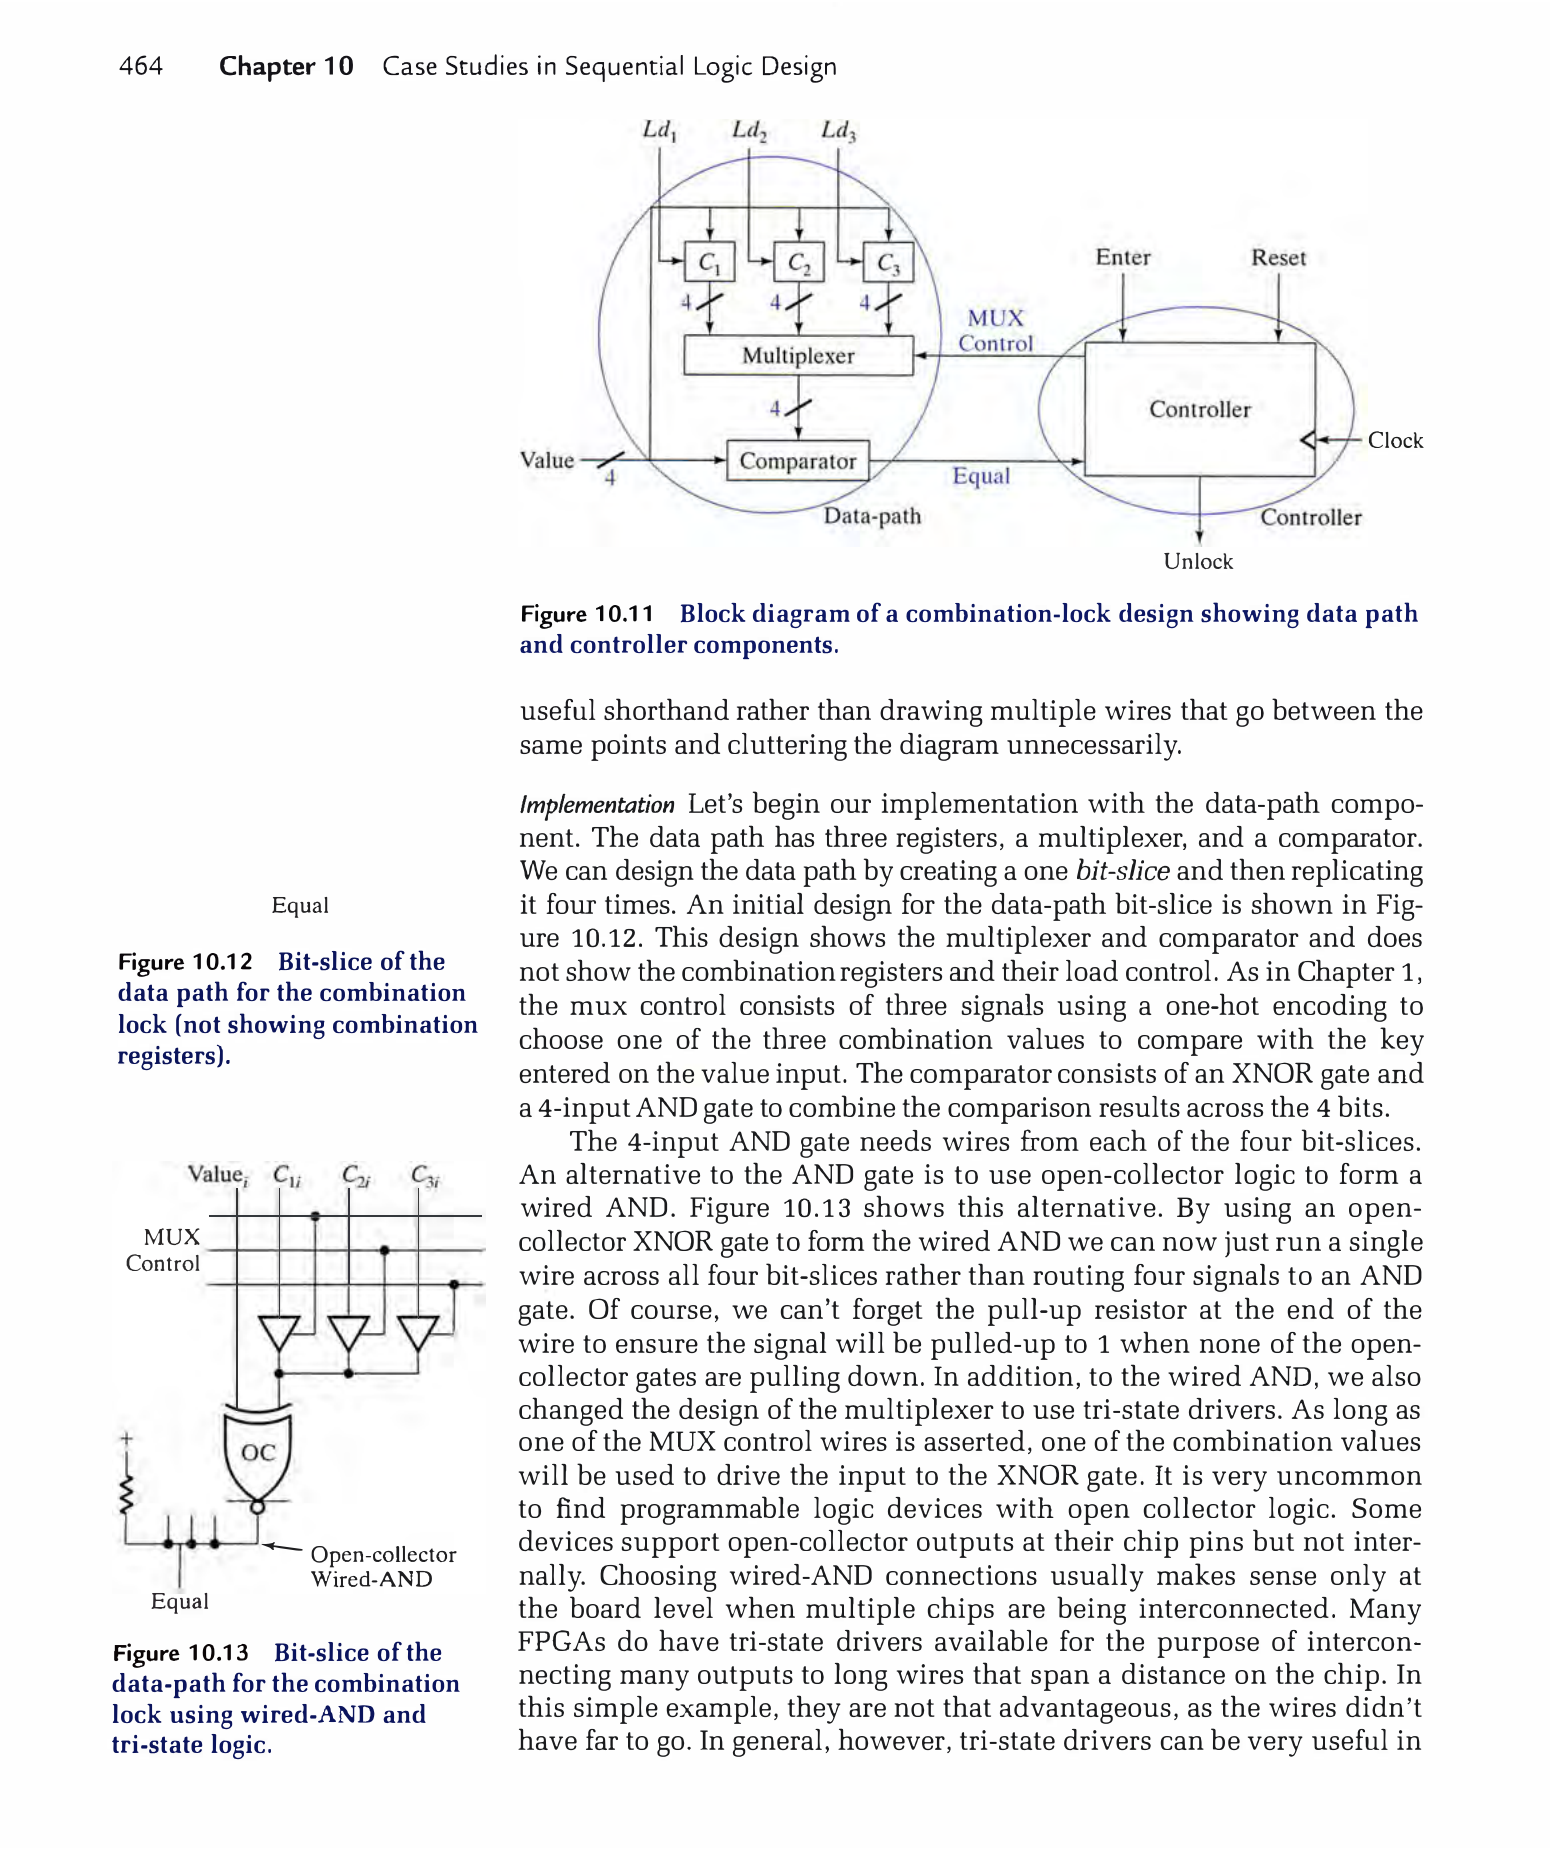 464 Chapter 10 Case Studies in Sequential Logic Design
Ld1 Ld2 Ld3
C1 C2 C3
4 4 4
Multiplexer
4
Value
4
Comparator
Data-path
MUX
Control
Equal
Enter Reset
Controller
Clock
Controller
Unlock
Figure 10.11 Block diagram of a combination-lock design showing data path
and controller components.
useful shorthand rather than drawing multiple wires that go between the
same points and cluttering the diagram unnecessarily.
Implementation Let's begin our implementation with the data-path compo-
nent. The data path has three registers, a multiplexer, and a comparator.
We can design the data path by creating a one bit-slice and then replicating
it four times. An initial design for the data-path bit-slice is shown in Fig-
ure 10.12. This design shows the multiplexer and comparator and does
not show the combination registers and their load control. As in Chapter 1,
the mux control consists of three signals using a one-hot encoding to
choose one of the three combination values to compare with the key
entered on the value input. The comparator consists of an XNOR gate and
a 4-input AND gate to combine the comparison results across the 4 bits.
The 4-input AND gate needs wires from each of the four bit-slices.
An alternative to the AND gate is to use open-collector logic to form a
wired AND. Figure 10.13 shows this alternative. By using an open-
collector XNOR gate to form the wired AND we can now just run a single
wire across all four bit-slices rather than routing four signals to an AND
gate. Of course, we can't forget the pull-up resistor at the end of the
wire to ensure the signal will be pulled-up to 1 when none of the open-
collector gates are pulling down. In addition, to the wired AND, we also
changed the design of the multiplexer to use tri-state drivers. As long as
one of the MUX control wires is asserted, one of the combination values
will be used to drive the input to the XNOR gate. It is very uncommon
to find programmable logic devices with open collector logic. Some
devices support open-collector outputs at their chip pins but not inter-
nally. Choosing wired-AND connections usually makes sense only at
the board level when multiple chips are being interconnected. Many
FPGAs do have tri-state drivers available for the purpose of intercon-
necting many outputs to long wires that span a distance on the chip. In
this simple example, they are not that advantageous, as the wires didn't
have far to go. In general, however, tri-state drivers can be very useful in
Equal
Figure 10.12 Bit-slice of the
data path for the combination
lock (not showing combination
registers).
Valuei C1i C2i C3i
MUX
Control
+
OC
Open-collector
Wired-AND
Equal
Figure 10.13 Bit-slice of the
data-path for the combination
lock using wired-AND and
tri-state logic.